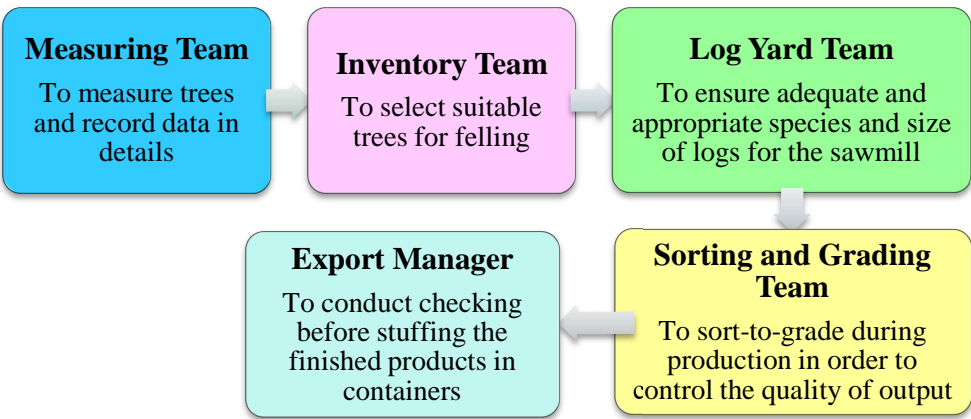 Measuring Team
To measure trees
and record data in
details
Inventory Team
To select suitable
trees for felling
Log Yard Team
To ensure adequate and
appropriate species and size
of logs for the sawmill
Sorting and Grading
Team
To sort-to-grade during
production in order to
control the quality of output
Export Manager
To conduct checking
before stuffing the
finished products in
containers